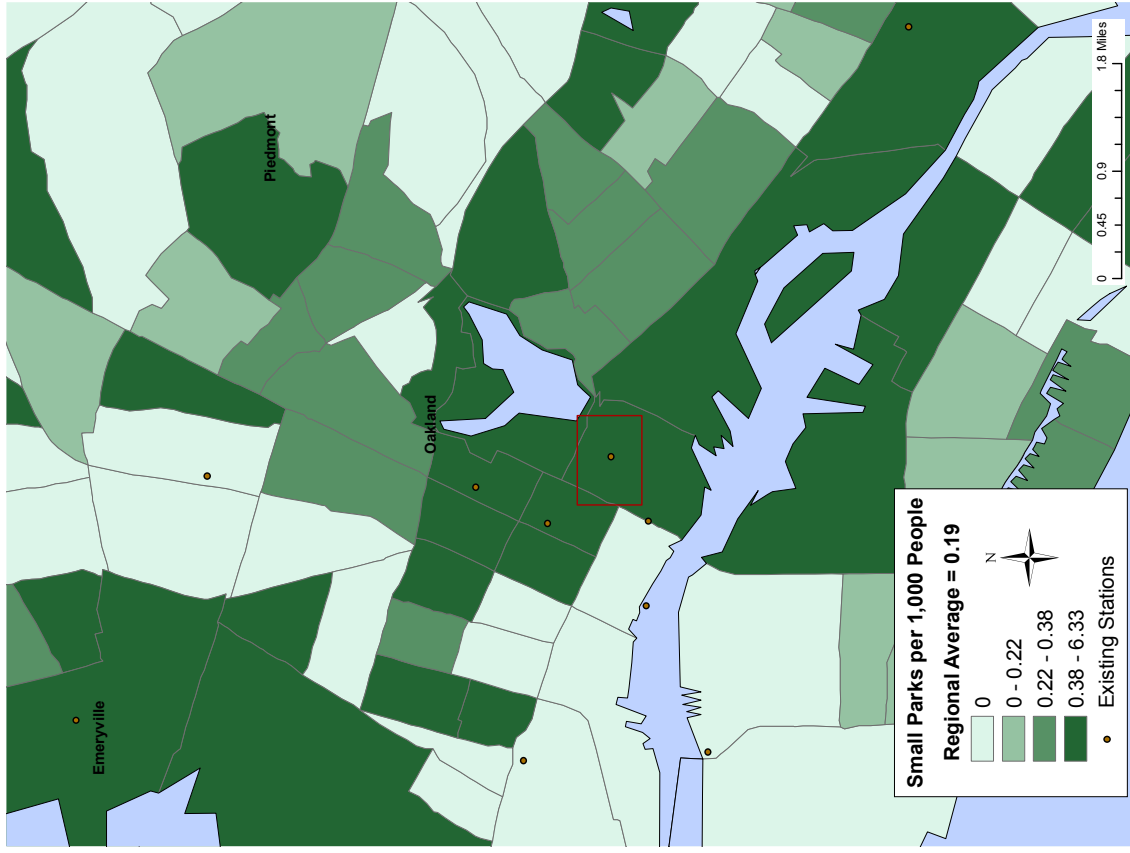 Piedmont
Oakland
Emeryville
Small Parks per 1,000 People
Regional Average = 0.19
0
0 - 0.22
0.22 - 0.38
0.38 - 6.33
Existing Stations
N
0 0.45 0.9 1.8 Miles